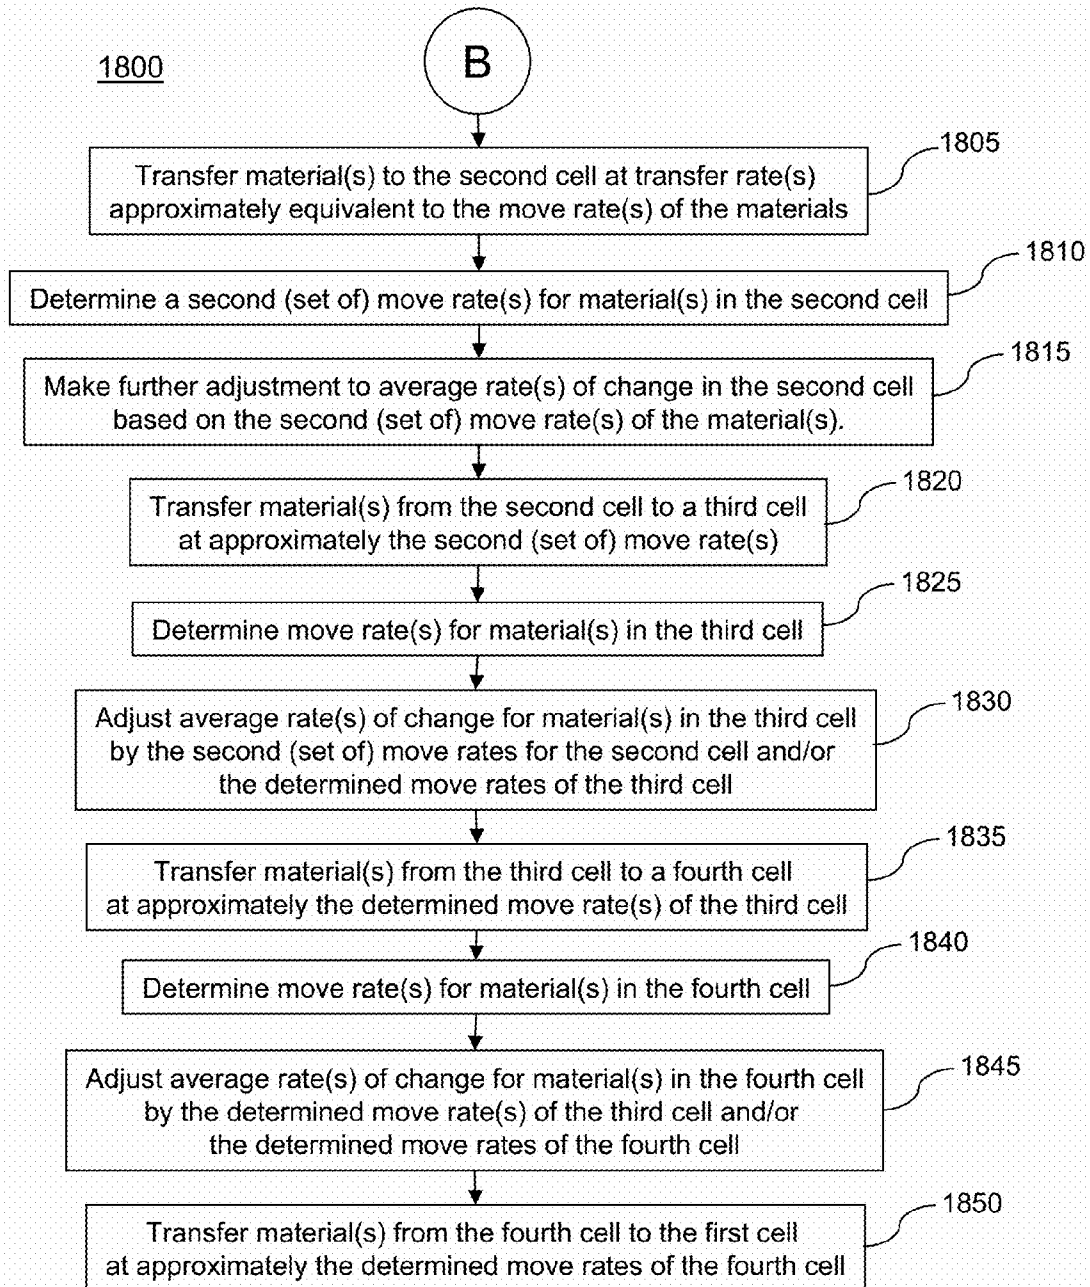 1800
B
1805
Transfer material(s) to the second cell at transfer rate(s)
approximately equivalent to the move rate(s) of the materials
1810
Determine a second (set of) move rate(s) for material(s) in the second cell
1815
Make further adjustment to average rate(s) of change in the second cell
based on the second (set of) move rate(s) of the material(s).
1820
Transfer material(s) from the second cell to a third cell
at approximately the second (set of) move rate(s)
1825
Determine move rate(s) for material(s) in the third cell
1830
Adjust average rate(s) of change for material(s) in the third cell
by the second (set of) move rates for the second cell and/or
the determined move rates of the third cell
1835
Transfer material(s) from the third cell to a fourth cell
at approximately the determined move rate(s) of the third cell
1840
Determine move rate(s) for material(s) in the fourth cell
1845
Adjust average rate(s) of change for material(s) in the fourth cell
by the determined move rate(s) of the third cell and/or
the determined move rates of the fourth cell
1850
Transfer material(s) from the fourth cell to the first cell
at approximately the determined move rates of the fourth cell